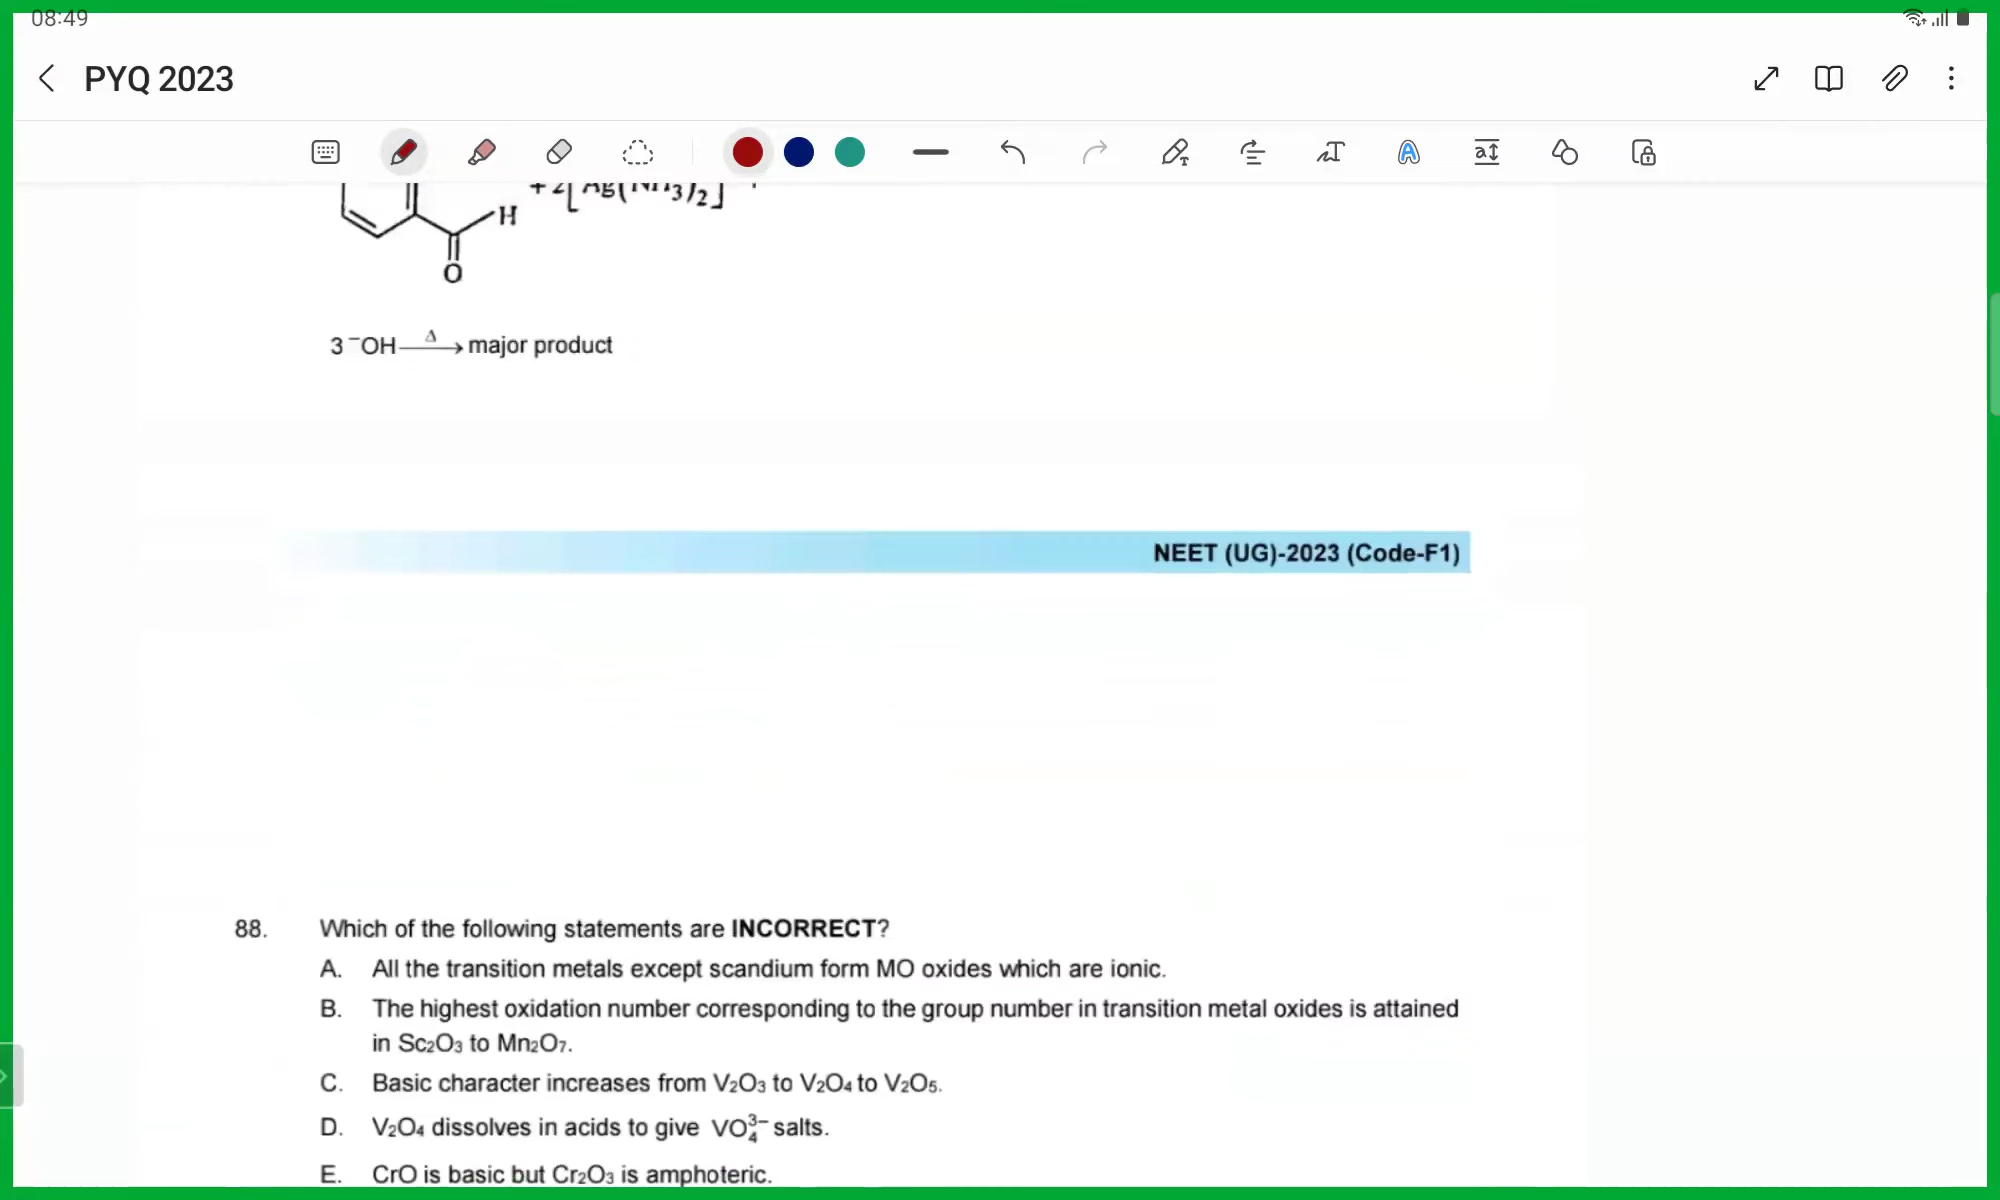 08:49
PYQ 2023
+ 2[Ag(NH₃)₂]⁺
H
O
3 ⁻OH —Δ→ major product
NEET (UG)-2023 (Code-F1)
88. Which of the following statements are INCORRECT?
A. All the transition metals except scandium form MO oxides which are ionic.
B. The highest oxidation number corresponding to the group number in transition metal oxides is attained
in Sc₂O₃ to Mn₂O₇.
C. Basic character increases from V₂O₃ to V₂O₄ to V₂O₅.
D. V₂O₄ dissolves in acids to give VO₄³⁻ salts.
E. CrO is basic but Cr₂O₃ is amphoteric.